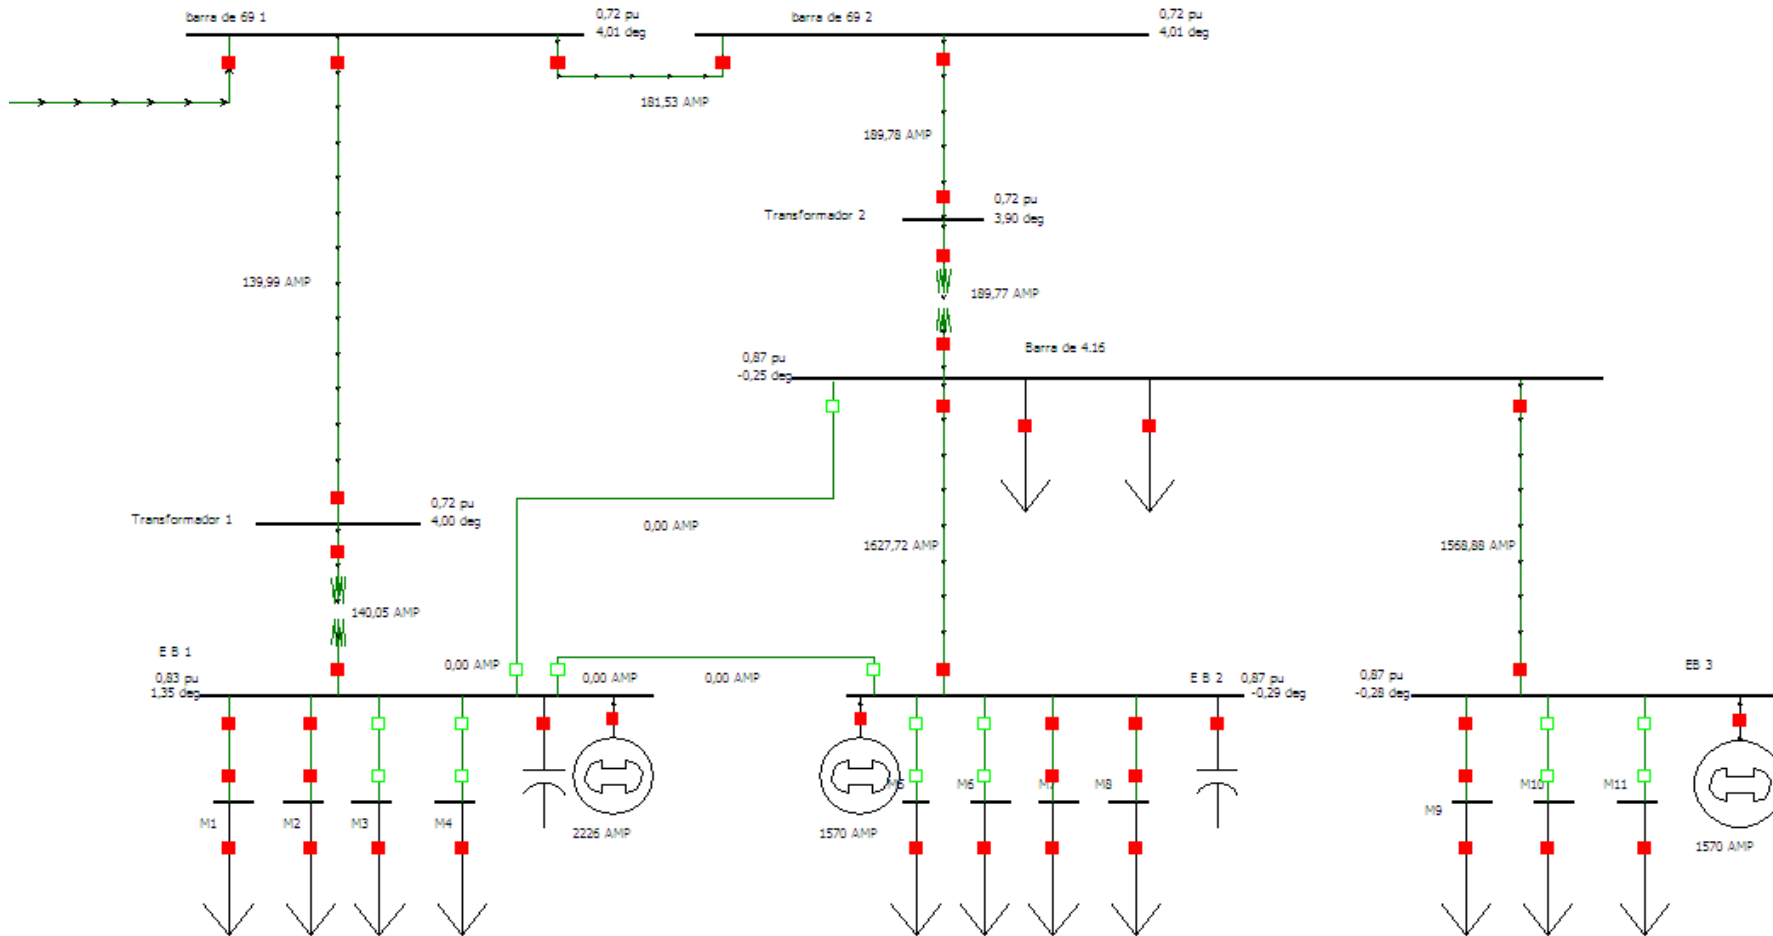 barra de 69 1
0,72 pu
4,01 deg
barra de 69 2
0,72 pu
4,01 deg
181,53 AMP
189,78 AMP
0,72 pu
3,90 deg
Transformador 2
139,99 AMP
189,77 AMP
Barra de 4.16
0,87 pu
-0,25 deg
0,72 pu
4,00 deg
Transformador 1
0,00 AMP
1627,72 AMP
1568,88 AMP
140,05 AMP
E B 1
0,83 pu
1,35 deg
0,00 AMP
0,00 AMP
0,00 AMP
E B 2
0,87 pu
-0,29 deg
0,87 pu
-0,28 deg
EB 3
M5
M6
M7
M8
M10
M11
M1
M2
M3
M4
M9
2226 AMP
1570 AMP
1570 AMP